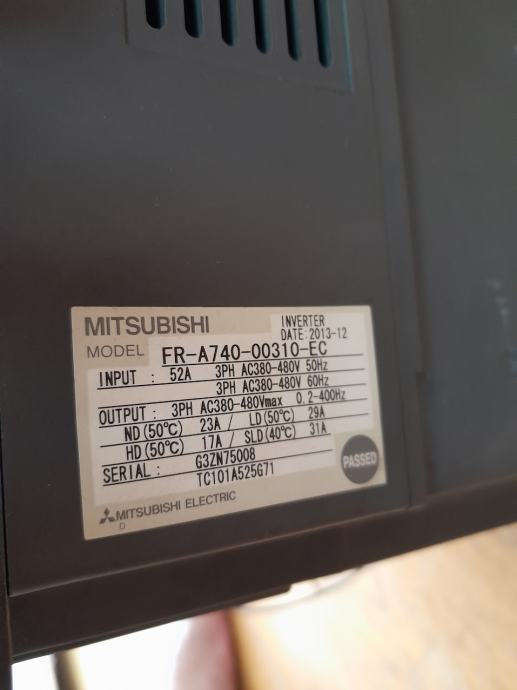 MITSUBISHI
INVERTER
DATE:2013-12
MODEL FR-A740-00310-EC
INPUT : 52A 3PH AC380-480V 50Hz
3PH AC380-480V 60Hz
OUTPUT : 3PH AC380-480Vmax 0.2-400Hz
ND(50°C) 23A / LD(50°C) 29A
HD(50°C) 17A / SLD(40°C) 31A
SERIAL : G3ZN75008
TC101A525G71
PASSED
MITSUBISHI ELECTRIC
D